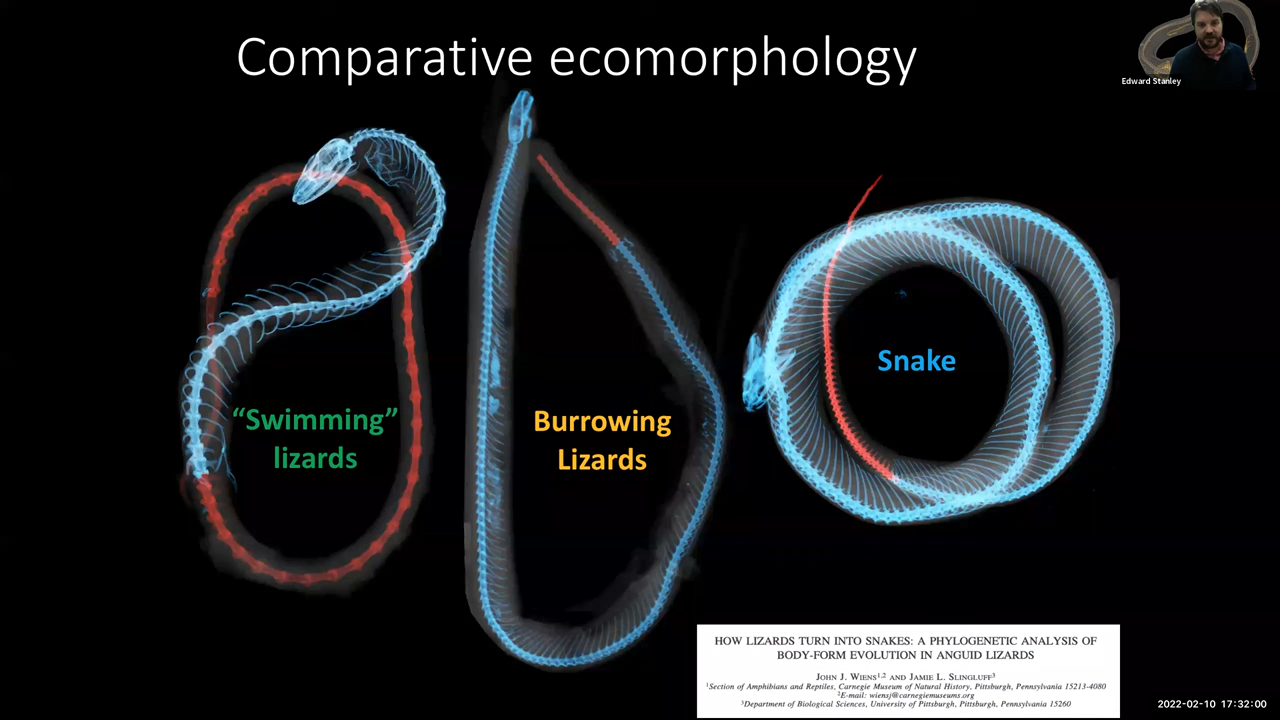 Comparative ecomorphology
Edward Stanley
“Swimming”
lizards
Burrowing
Lizards
Snake
HOW LIZARDS TURN INTO SNAKES: A PHYLOGENETIC ANALYSIS OF
BODY-FORM EVOLUTION IN ANGUID LIZARDS
JOHN J. WIENS1,2 AND JAMIE L. SLINGLUFF3
1Section of Amphibians and Reptiles, Carnegie Museum of Natural History, Pittsburgh, Pennsylvania 15213-4080
2E-mail: wiensj@carnegiemuseums.org
3Department of Biological Sciences, University of Pittsburgh, Pittsburgh, Pennsylvania 15260
2022-02-10 17:32:00